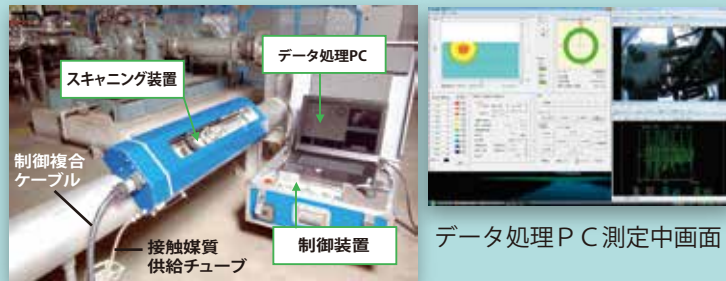 データ処理PC
スキャニング装置
制御複合
ケーブル
接触媒質
供給チューブ
制御装置
データ処理ＰＣ測定中画面